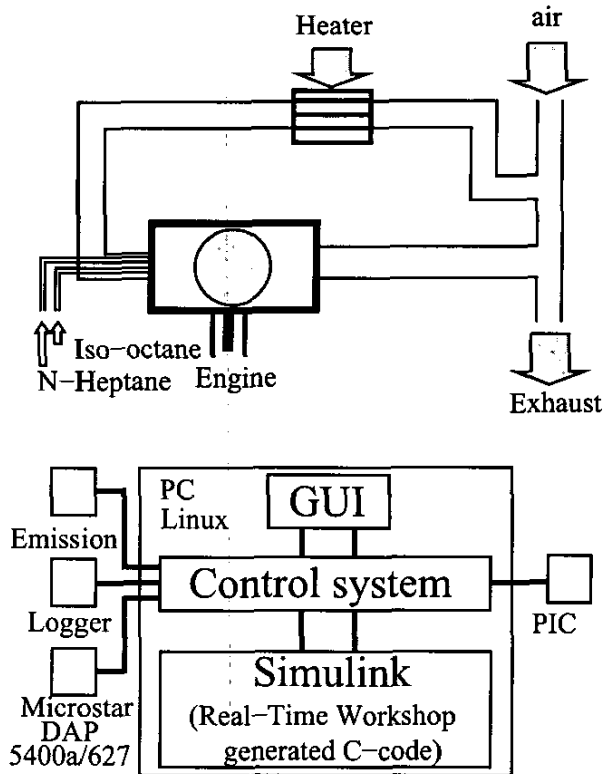 Heater
air
Iso-octane
N-Heptane
Engine
Exhaust
PC
Linux
GUI
Emission
Control system
Logger
PIC
Simulink
(Real-Time Workshop
generated C-code)
Microstar
DAP
5400a/627